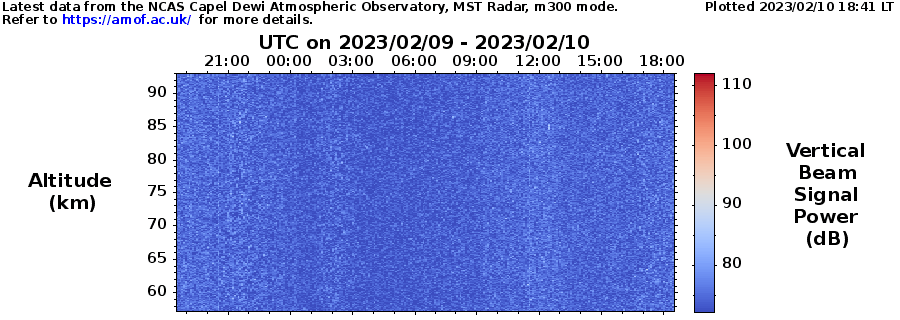 Latest data from the NCAS Capel Dewi Atmospheric Observatory, MST Radar, m300 mode.
Plotted 2023/02/10 18:41 LT
Refer to https://amof.ac.uk/ for more details.
UTC on 2023/02/09 - 2023/02/10
21:00 00:00 03:00 06:00 09:00 12:00 15:00 18:00
90
85
80
75
70
65
60
Altitude
(km)
110
100
90
80
Vertical
Beam
Signal
Power
(dB)